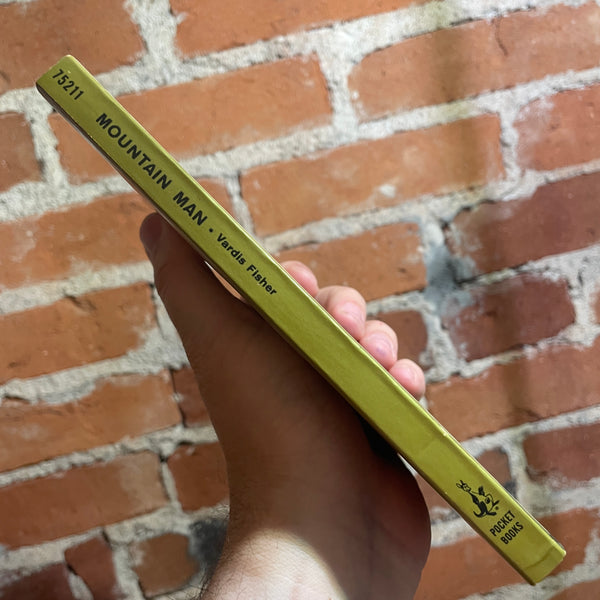 75211
MOUNTAIN MAN • Vardis Fisher
POCKET
BOOKS